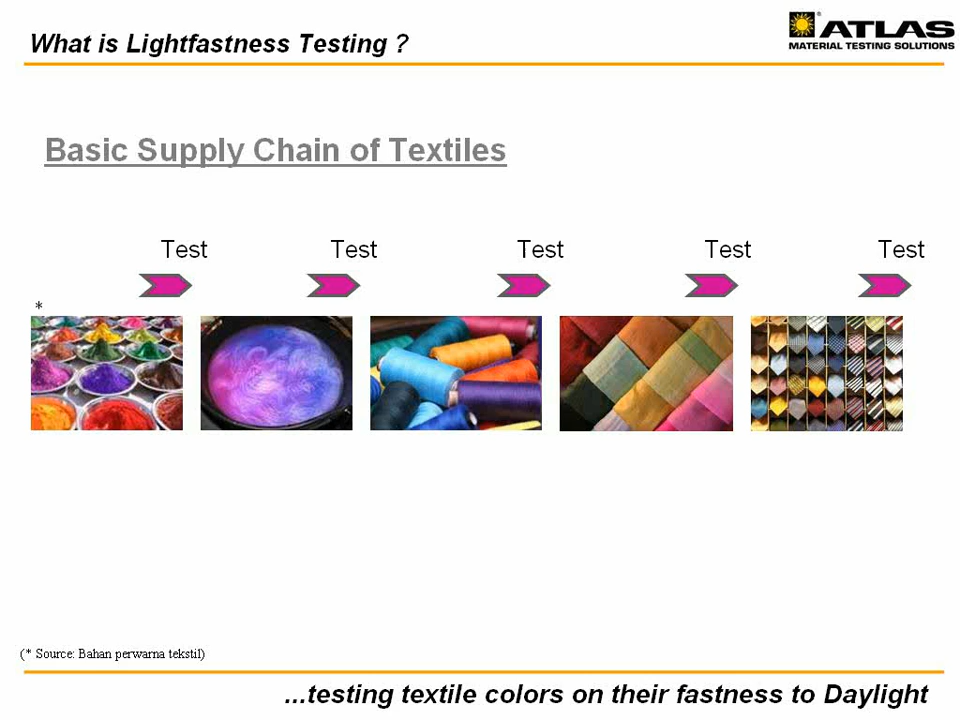 What is Lightfastness Testing ?
ATLAS
®
MATERIAL TESTING SOLUTIONS
Basic Supply Chain of Textiles
Test Test Test Test Test
*
(* Source: Bahan perwarna tekstil)
...testing textile colors on their fastness to Daylight